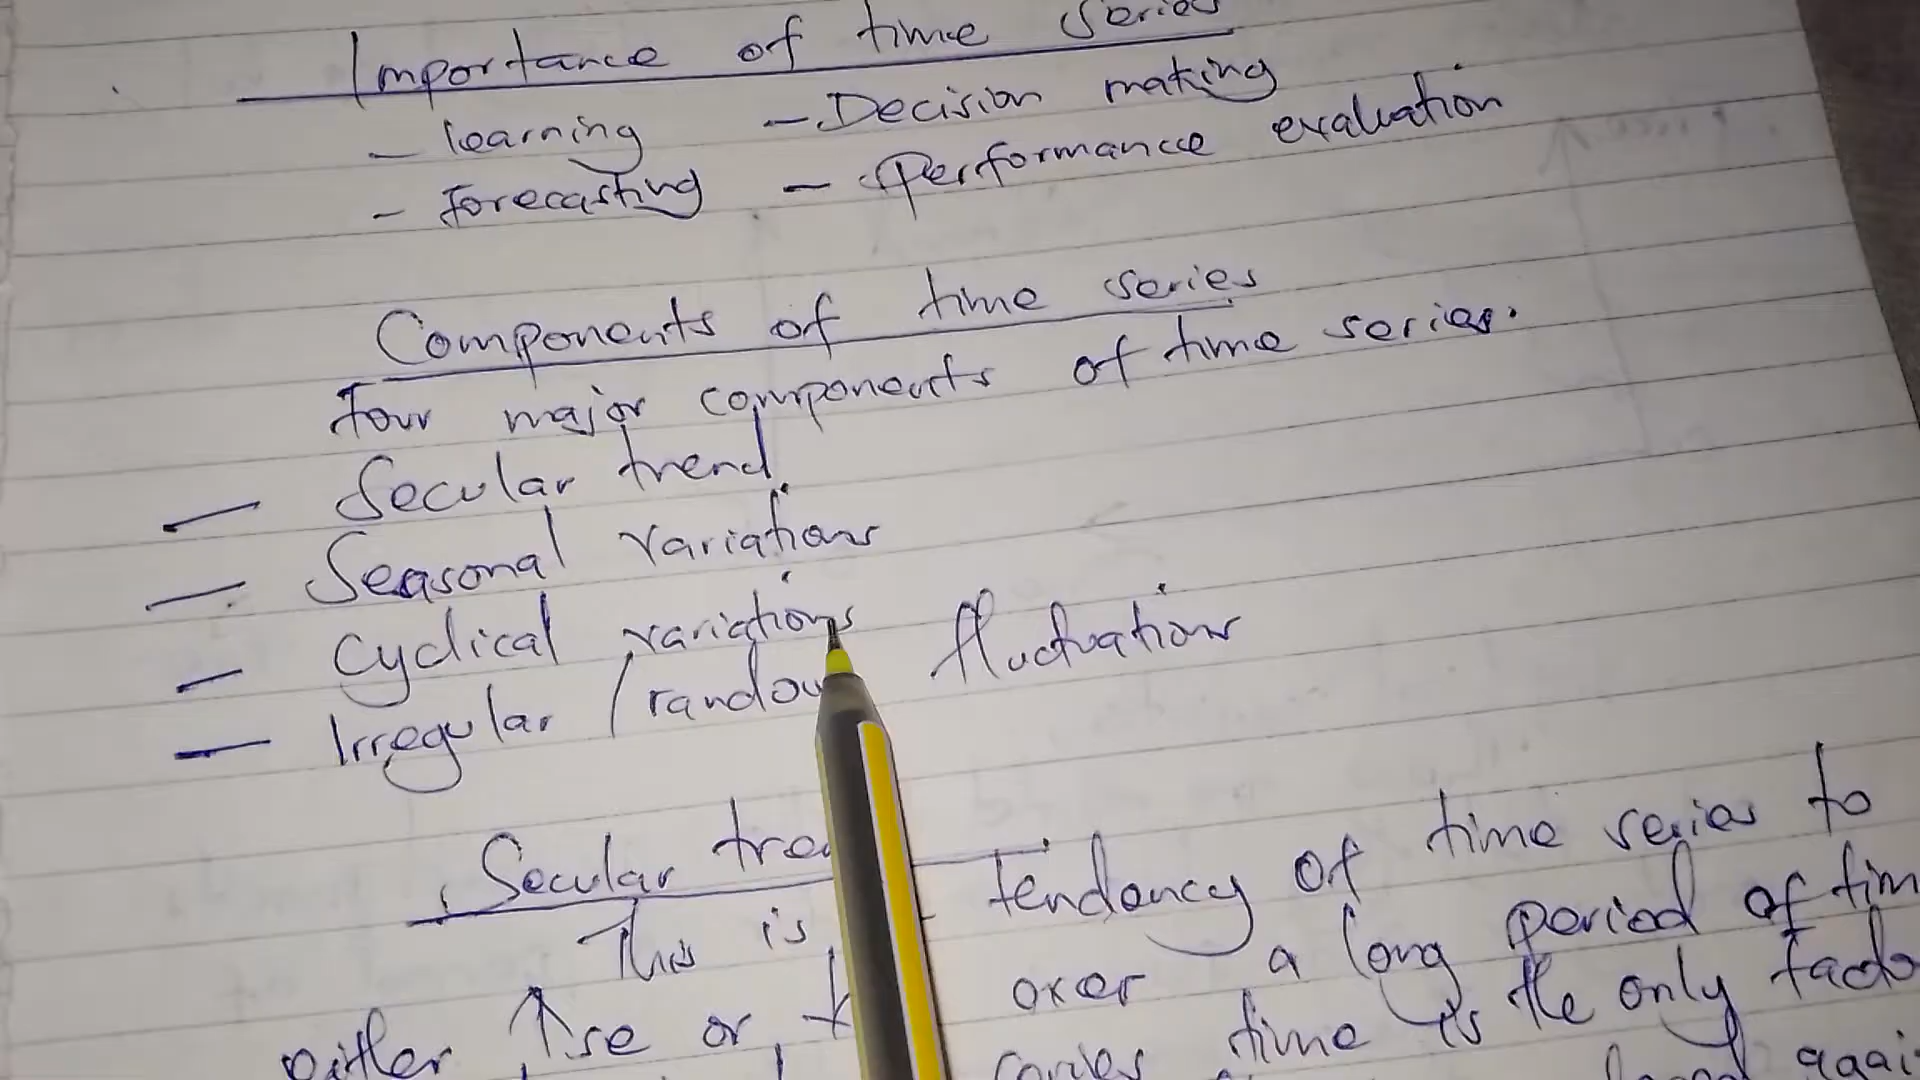 Importance of time series
- learning - Decision making
- forecasting - Performance evaluation
Components of time series
Four major components of time series.
- Secular trend
- Seasonal variations
- Cyclical variations
- Irregular / random fluctuations
Secular
This is tendency of time series to
either ↑se or over a long period of
time is the only